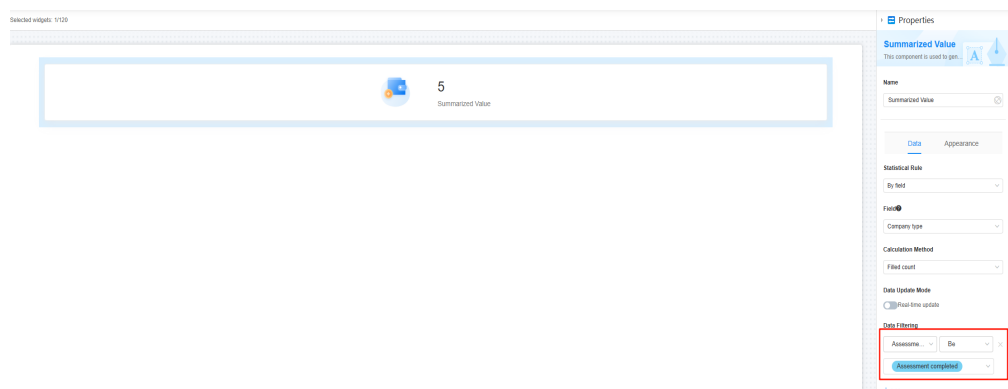 Selected widgets: 1/120
5
Summarized Value
Properties
Summarized Value
This component is used to gen...
A
Name
Summarized Value
Data Appearance
Statistical Rule
By field
Field
Company type
Calculation Method
Filled count
Data Update Mode
Real-time update
Data Filtering
Assessme... Be
Assessment completed